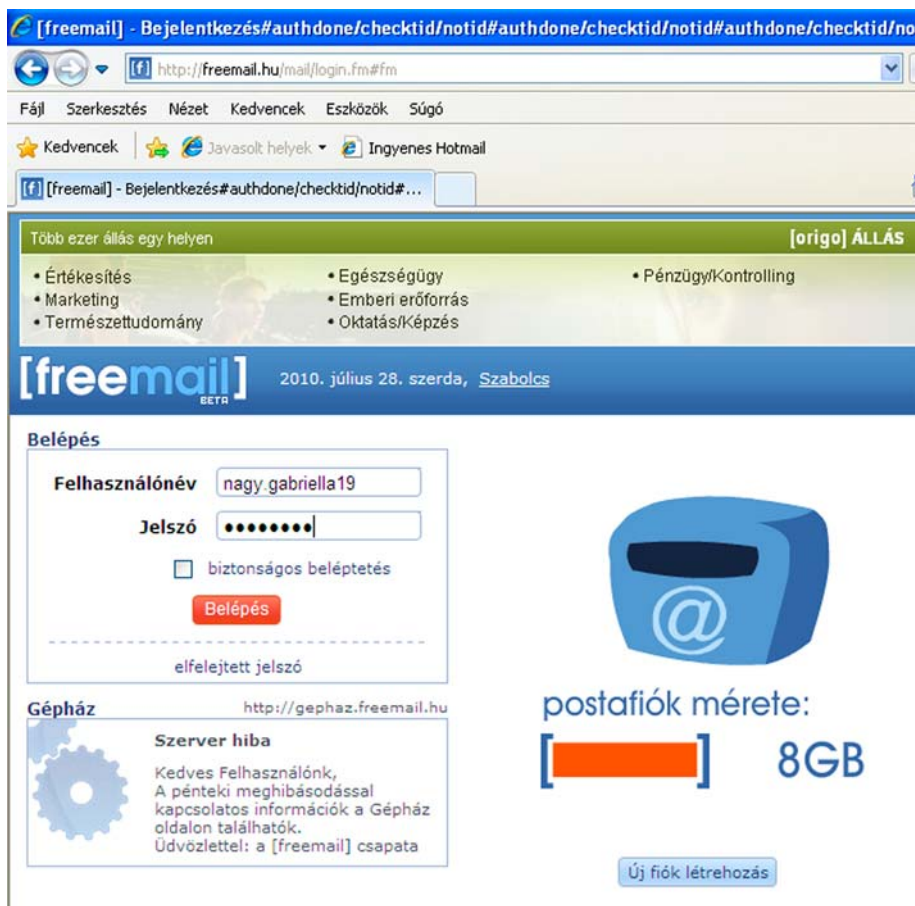 [freemail] - Bejelentkezés#authdone/checktid/notid#authdone/checktid/notid#authdone/checktid/no
http://freemail.hu/mail/login.fm#fm
Fájl Szerkesztés Nézet Kedvencek Eszközök Súgó
Kedvencek Javasolt helyek Ingyenes Hotmail
[freemail] - Bejelentkezés#authdone/checktid/notid#...
Több ezer állás egy helyen [origo] ÁLLÁS
• Értékesítés • Egészségügy • Pénzügy/Kontrolling
• Marketing • Emberi erőforrás
• Természettudomány • Oktatás/Képzés
[freemail] BETA 2010. július 28. szerda, Szabolcs
Belépés
Felhasználónév nagy.gabriella19
Jelszó ••••••••
biztonságos beléptetés
Belépés
elfelejtett jelszó
Gépház http://gephaz.freemail.hu
Szerver hiba
Kedves Felhasználónk,
A pénteki meghibásodással
kapcsolatos információk a Gépház
oldalon találhatók.
Üdvözlettel: a [freemail] csapata
@
postafiók mérete:
[ ] 8GB
Új fiók létrehozás